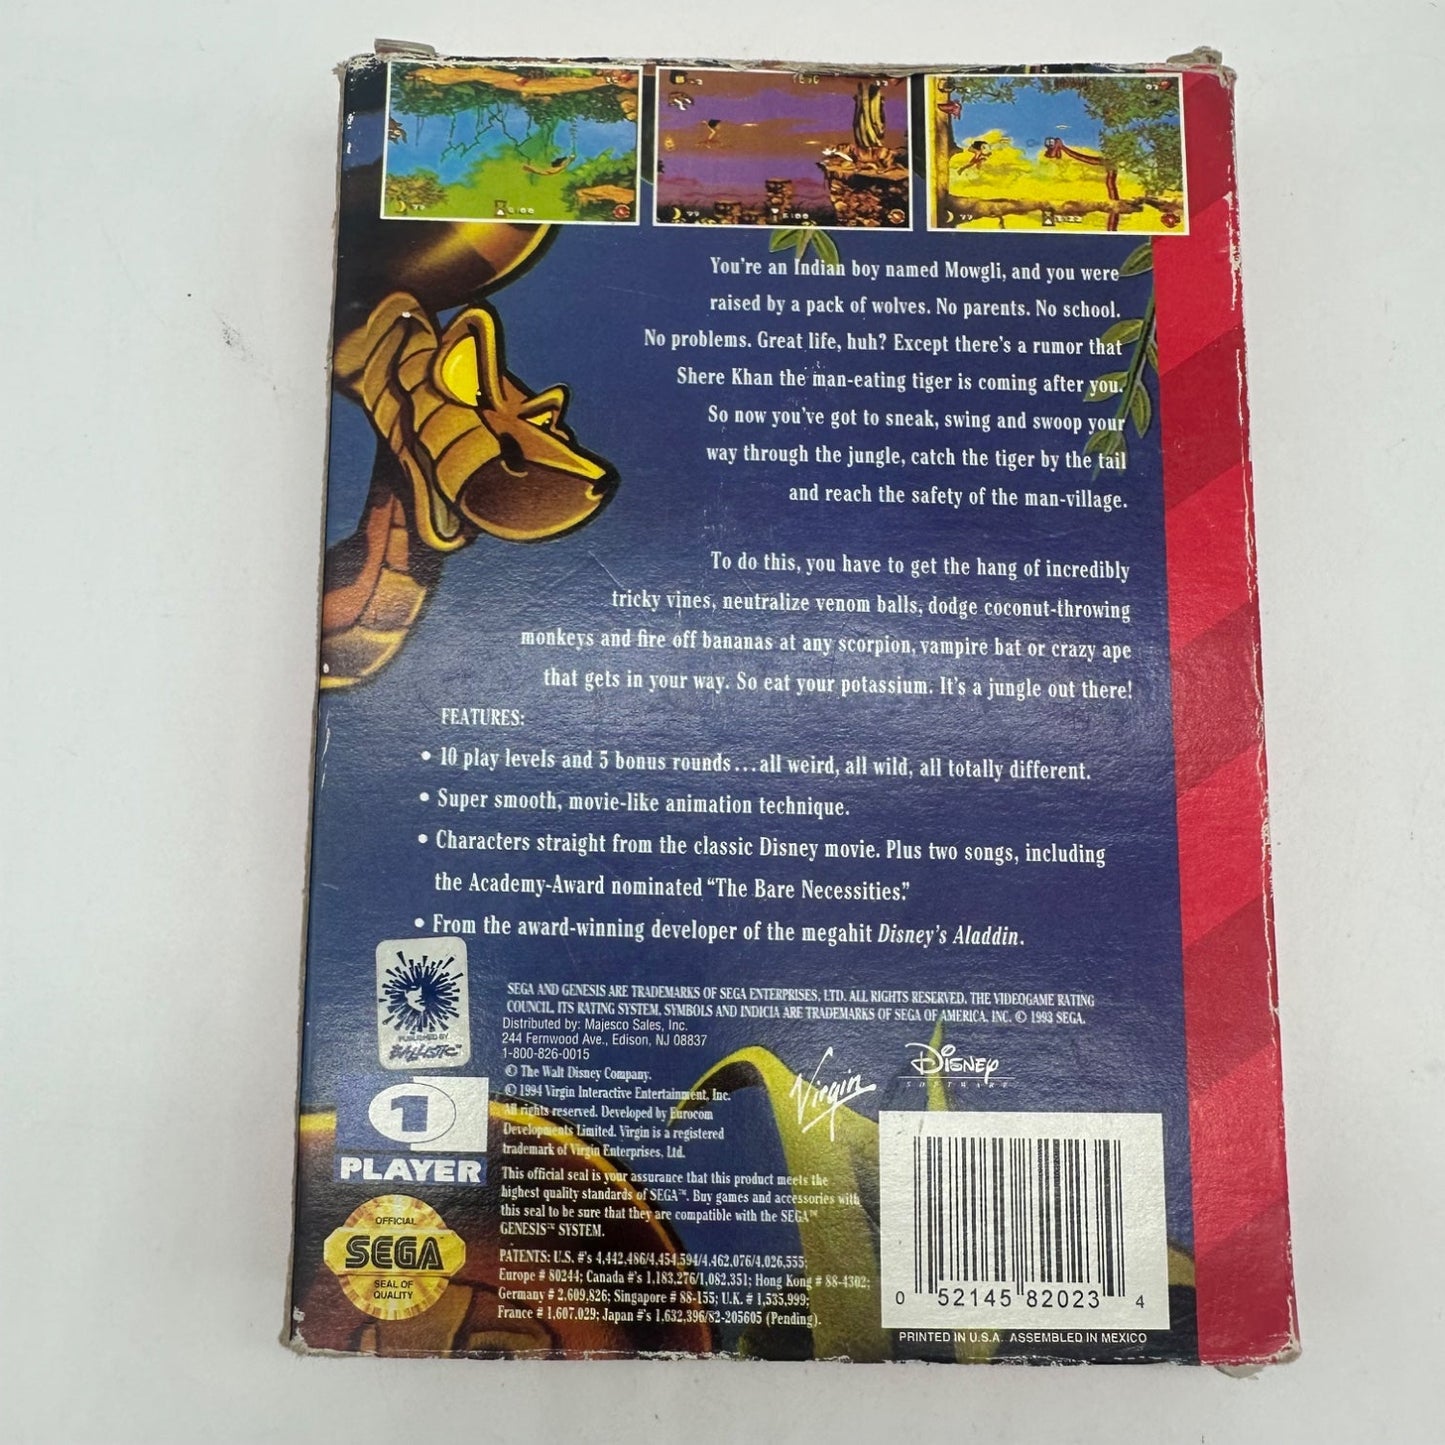 You're an Indian boy named Mowgli, and you were
raised by a pack of wolves. No parents. No school.
No problems. Great life, huh? Except there's a rumor that
Shere Khan the man-eating tiger is coming after you.
So now you've got to sneak, swing and swoop your
way through the jungle, catch the tiger by the tail
and reach the safety of the man-village.
To do this, you have to get the hang of incredibly
tricky vines, neutralize venom balls, dodge coconut-throwing
monkeys and fire off bananas at any scorpion, vampire bat or crazy ape
that gets in your way. So eat your potassium. It's a jungle out there!
FEATURES:
• 10 play levels and 5 bonus rounds...all weird, all wild, all totally different.
• Super smooth, movie-like animation technique.
• Characters straight from the classic Disney movie. Plus two songs, including
the Academy-Award nominated "The Bare Necessities."
• From the award-winning developer of the megahit Disney's Aladdin.
PUBLISHED BY
BALLISTIC™
SEGA AND GENESIS ARE TRADEMARKS OF SEGA ENTERPRISES, LTD. ALL RIGHTS RESERVED. THE VIDEOGAME RATING
COUNCIL, ITS RATING SYSTEM, SYMBOLS AND INDICIA ARE TRADEMARKS OF SEGA OF AMERICA, INC. © 1993 SEGA.
Distributed by: Majesco Sales, Inc.
244 Fernwood Ave., Edison, NJ 08837
1-800-826-0015
© The Walt Disney Company.
© 1994 Virgin Interactive Entertainment, Inc.
All rights reserved. Developed by Eurocom
Developments Limited. Virgin is a registered
trademark of Virgin Enterprises, Ltd.
Virgin
DISNEY
SOFTWARE
1
PLAYER
This official seal is your assurance that this product meets the
highest quality standards of SEGA™. Buy games and accessories with
this seal to be sure that they are compatible with the SEGA™
GENESIS™ SYSTEM.
OFFICIAL
SEGA
SEAL OF
QUALITY
PATENTS: U.S. #'s 4,442,486/4,454,594/4,462,076/4,026,555;
Europe # 80244; Canada #'s 1,183,276/1,082,351; Hong Kong # 88-4302;
Germany # 2,609,826; Singapore # 88-155; U.K. # 1,535,999;
France # 1,607,029; Japan #'s 1,632,396/82-205605 (Pending).
0 52145 82023 4
PRINTED IN U.S.A. ASSEMBLED IN MEXICO